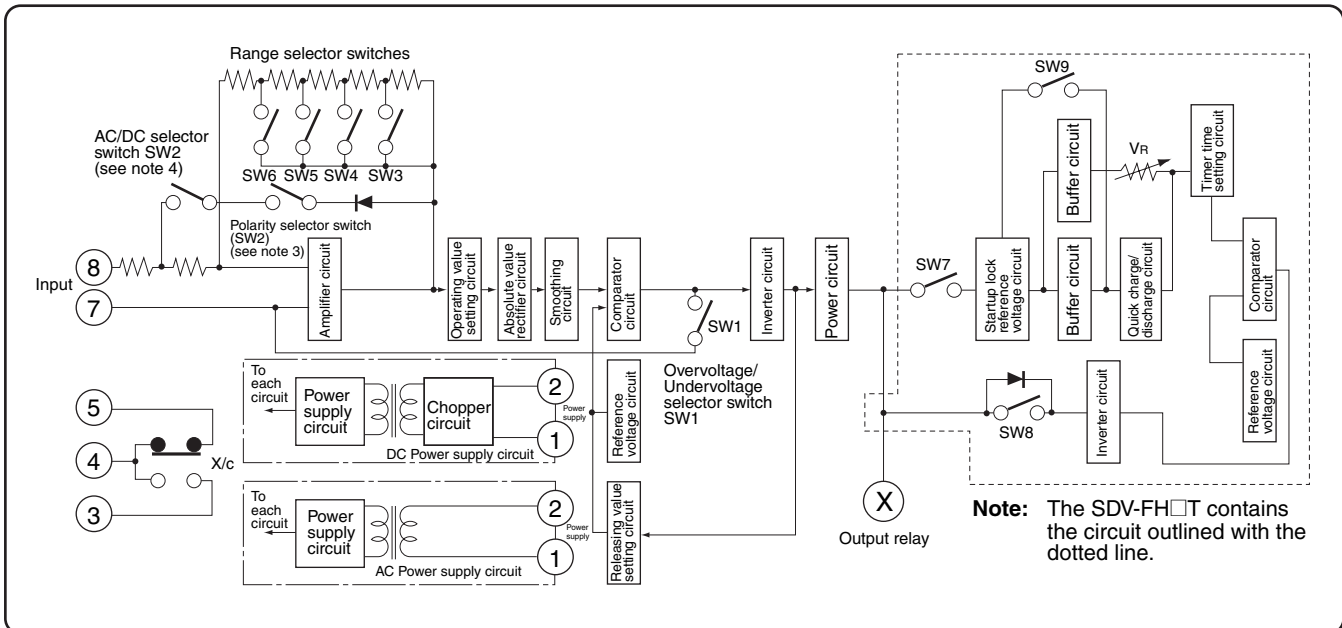 Range selector switches
SW6
SW5
SW4
SW3
AC/DC selector
switch SW2
(see note 4)
Polarity selector switch
(SW2)
(see note 3)
Input
8
7
Amplifier circuit
Operating value
setting circuit
Absolute value
rectifier circuit
Smoothing
circuit
Comparator
circuit
SW1
Overvoltage/
Undervoltage
selector switch
SW1
Inverter circuit
Power circuit
SW7
SW9
Startup lock
reference
voltage circuit
Buffer circuit
Buffer circuit
VR
Quick charge/
discharge circuit
Timer time
setting circuit
Comparator
circuit
Reference
voltage circuit
SW8
Inverter circuit
X
Output relay
5
4
3
X/c
To
each
circuit
Power
supply
circuit
Chopper
circuit
2
1
Power
supply
DC Power supply circuit
Reference
voltage circuit
To
each
circuit
Power
supply
circuit
2
1
Power
supply
AC Power supply circuit
Releasing value
setting circuit
Note: The SDV-FH□T contains
the circuit outlined with the
dotted line.